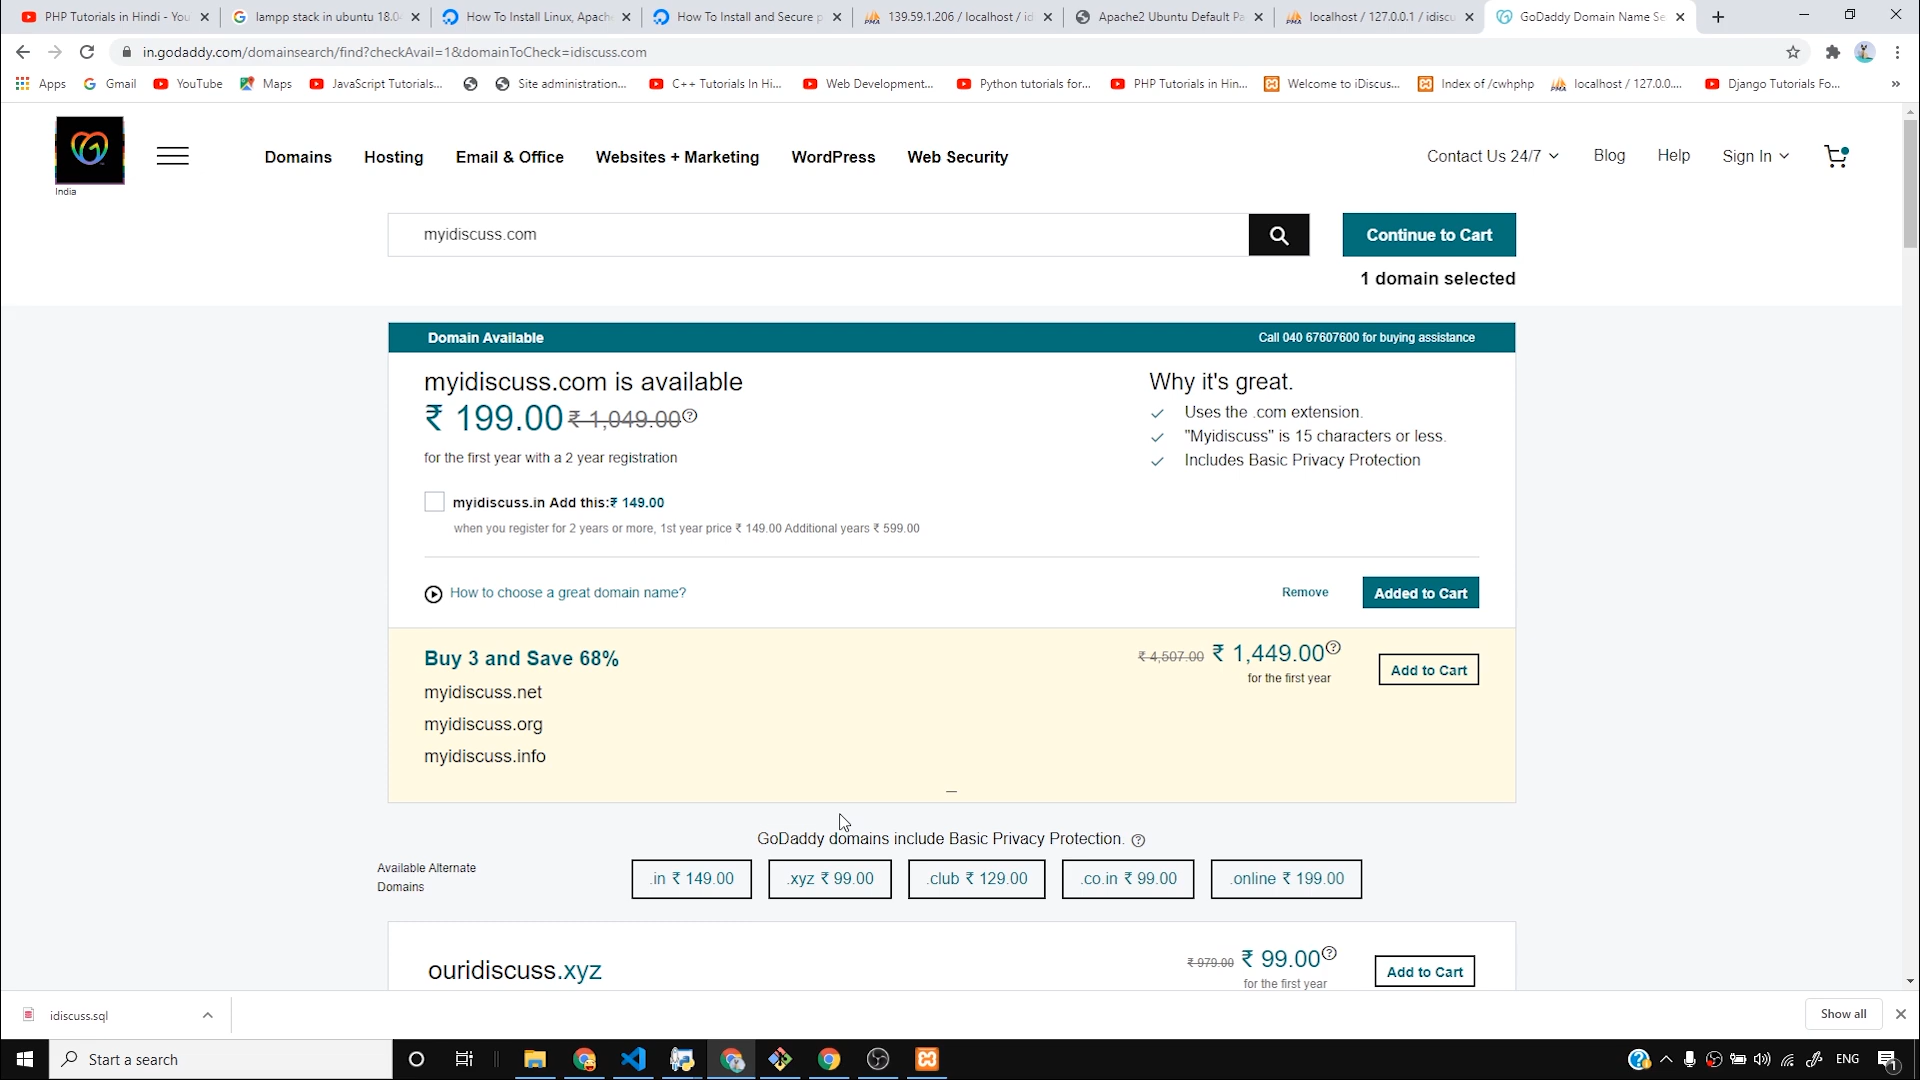 PHP Tutorials in Hindi - You
lampp stack in ubuntu 18.0
How To Install Linux, Apach
How To Install and Secure p
139.59.1.206 / localhost / id
Apache2 Ubuntu Default Pa
localhost / 127.0.0.1 / idiscu
GoDaddy Domain Name Se
in.godaddy.com/domainsearch/find?checkAvail=1&domainToCheck=idiscuss.com
Apps
Gmail
YouTube
Maps
JavaScript Tutorials...
Site administration...
C++ Tutorials In Hi...
Web Development...
Python tutorials for...
PHP Tutorials in Hin...
Welcome to iDiscus...
Index of /cwhphp
localhost / 127.0.0....
Django Tutorials Fo...
India
Domains
Hosting
Email & Office
Websites + Marketing
WordPress
Web Security
Contact Us 24/7
Blog
Help
Sign In
myidiscuss.com
Continue to Cart
1 domain selected
Domain Available
Call 040 67607600 for buying assistance
myidiscuss.com is available
₹ 199.00 ₹ 1,049.00
for the first year with a 2 year registration
Why it's great.
Uses the .com extension.
"Myidiscuss" is 15 characters or less.
Includes Basic Privacy Protection
myidiscuss.in Add this:₹ 149.00
when you register for 2 years or more, 1st year price ₹ 149.00 Additional years ₹ 599.00
How to choose a great domain name?
Remove
Added to Cart
Buy 3 and Save 68%
myidiscuss.net
myidiscuss.org
myidiscuss.info
₹ 4,507.00 ₹ 1,449.00
for the first year
Add to Cart
GoDaddy domains include Basic Privacy Protection.
Available Alternate
Domains
.in ₹ 149.00
.xyz ₹ 99.00
.club ₹ 129.00
.co.in ₹ 99.00
.online ₹ 199.00
ouridiscuss.xyz
₹ 979.00 ₹ 99.00
for the first year
Add to Cart
idiscuss.sql
Show all
Start a search
ENG
1